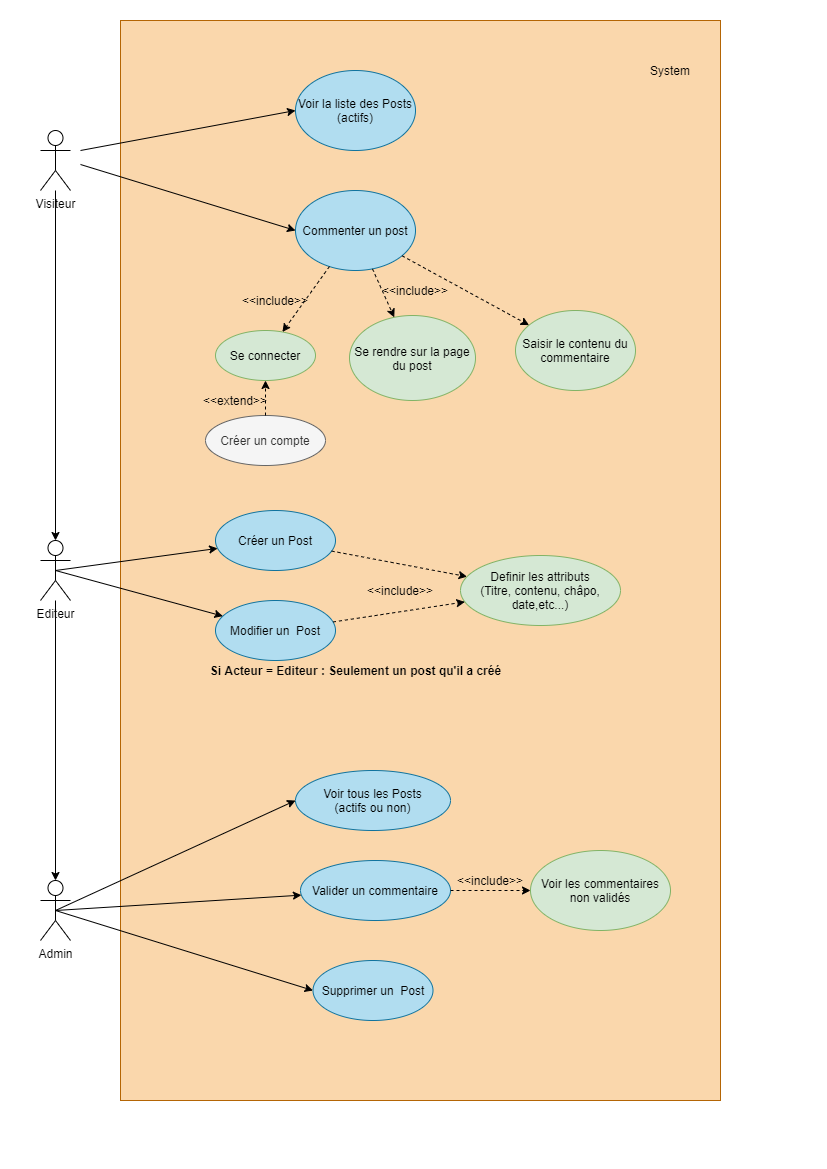 System
Voir la liste des Posts
(actifs)
Visiteur
Commenter un post
<<include>>
<<include>>
Se connecter
Se rendre sur la page
du post
Saisir le contenu du
commentaire
<<extend>>
Créer un compte
Créer un Post
Definir les attributs
(Titre, contenu, châpo,
date,etc...)
<<include>>
Editeur
Modifier un  Post
Si Acteur = Editeur : Seulement un post qu'il a créé
Voir tous les Posts
(actifs ou non)
Valider un commentaire
<<include>>
Voir les commentaires
non validés
Admin
Supprimer un  Post